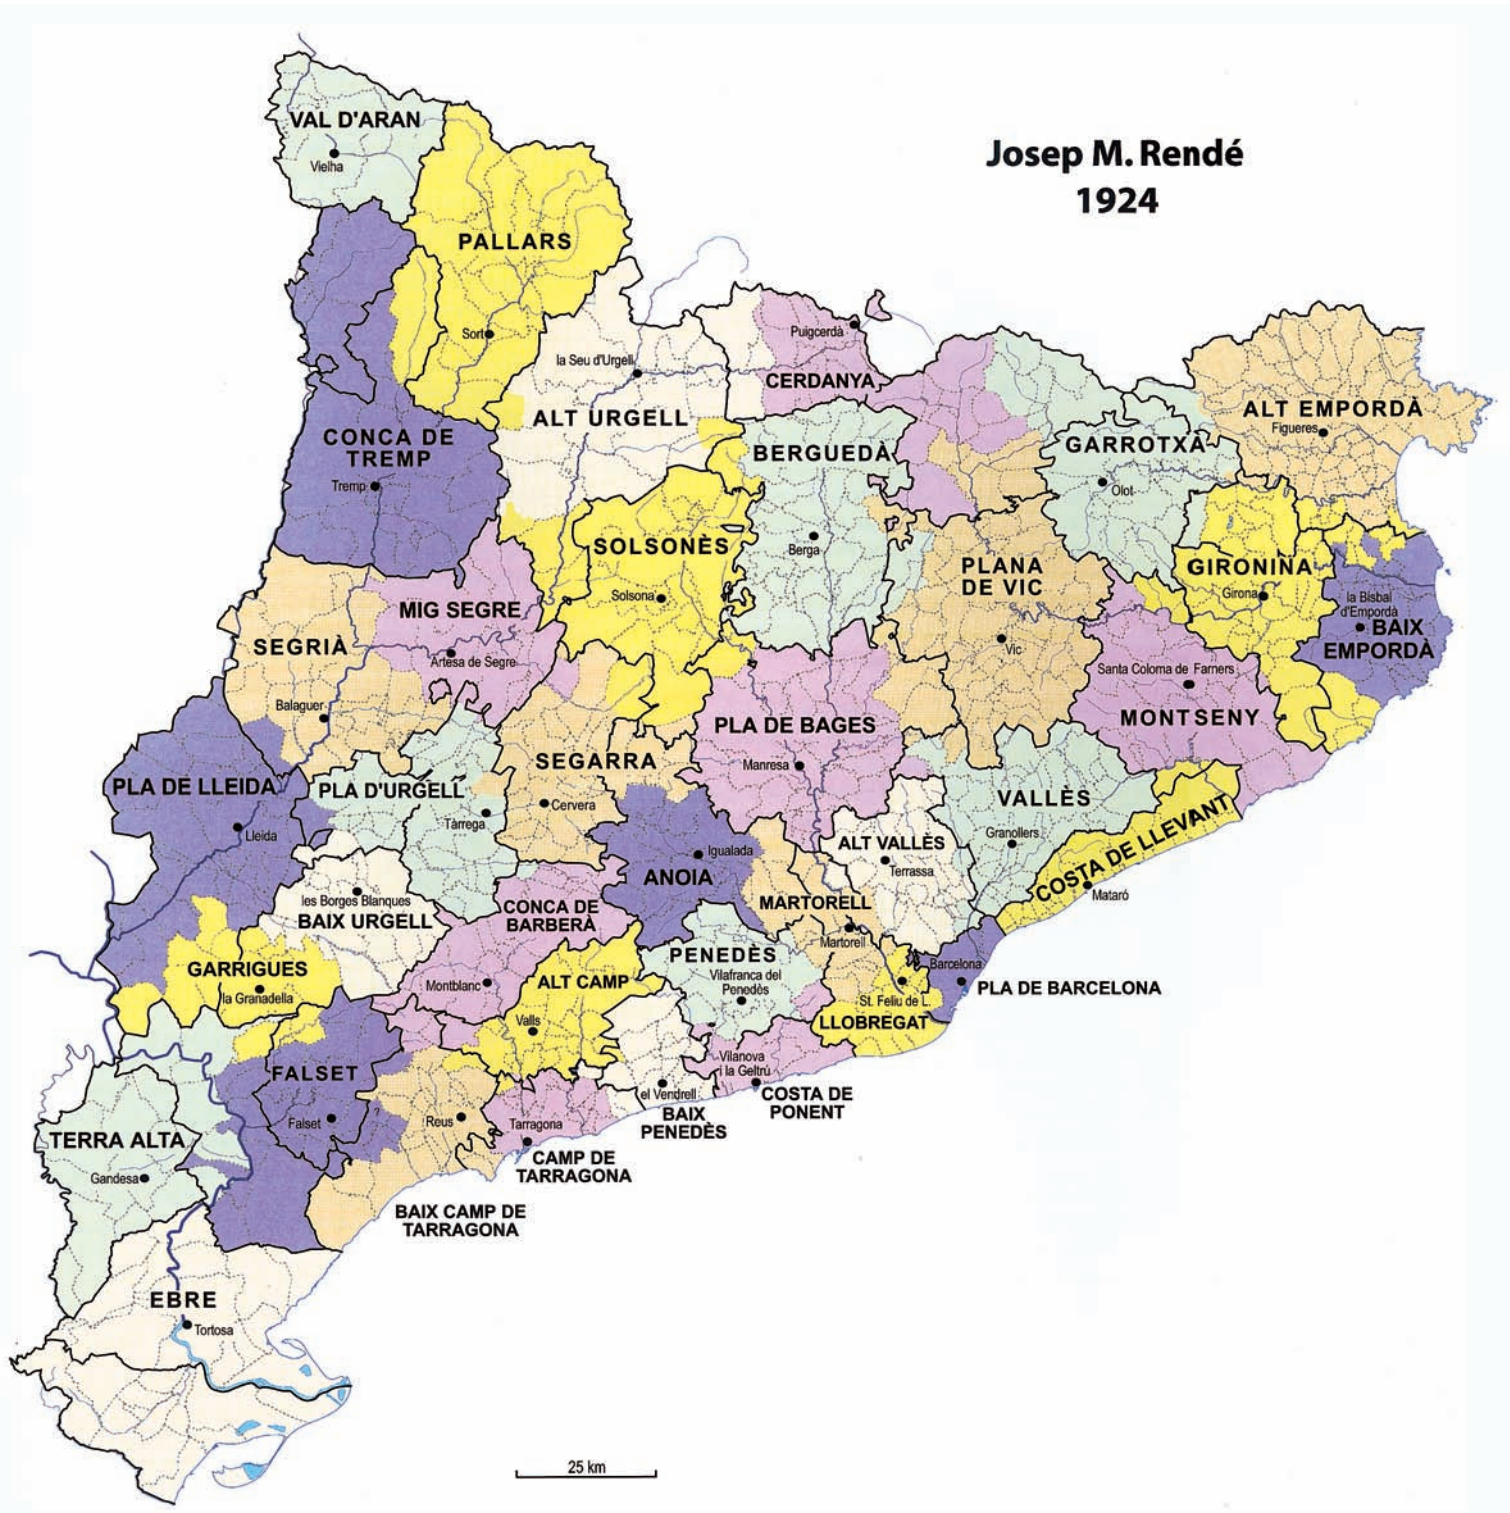 Josep M. Rendé
1924
VAL D'ARAN
Vielha
PALLARS
Sort
la Seu d'Urgell
ALT URGELL
Puigcerdà
CERDANYA
CONCA DE
TREMP
Tremp
BERGUEDÀ
Berga
GARROTXÀ
Olot
ALT EMPORDÀ
Figueres
SOLSONÈS
Solsona
PLANA
DE VIC
Vic
GIRONINA
Girona
la Bisbal
d'Empordà
BAIX
EMPORDÀ
MIG SEGRE
Artesa de Segre
SEGRIÀ
Balaguer
Santa Coloma de Farners
MONTSENY
PLA DE BAGES
Manresa
SEGARRA
Cervera
PLA DE LLEIDA
Lleida
PLA D'URGELL
Tàrrega
VALLÈS
Granollers
COSTA DE LLEVANT
Mataró
ALT VALLÈS
Terrassa
Igualada
ANOIA
MARTORELL
Martorell
les Borges Blanques
BAIX URGELL
CONCA DE
BARBERÀ
Montblanc
GARRIGUES
la Granadella
ALT CAMP
Valls
PENEDÈS
Vilafranca del
Penedès
Barcelona
PLA DE BARCELONA
St. Feliu de L.
LLOBREGAT
FALSET
Falset
Reus
Tarragona
CAMP DE
TARRAGONA
el Vendrell
BAIX
PENEDÈS
Vilanova
i la Geltrú
COSTA DE
PONENT
TERRA ALTA
Gandesa
BAIX CAMP DE
TARRAGONA
?
EBRE
Tortosa
25 km